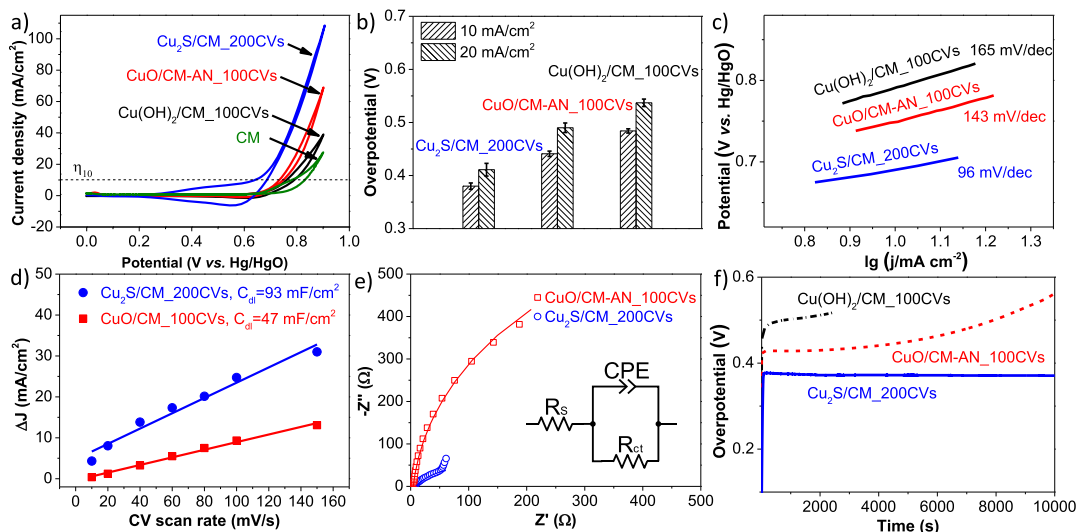 a)
Current density (mA/cm²)
100
80
60
40
20
10
0
-20
Cu₂S/CM_200CVs
CuO/CM-AN_100CVs
Cu(OH)₂/CM_100CVs
CM
η₁₀
0.0 0.2 0.4 0.6 0.8 1.0
Potential (V vs. Hg/HgO)
b)
Overpotential (V)
0.7
0.6
0.5
0.4
0.3
10 mA/cm²
20 mA/cm²
Cu(OH)₂/CM_100CVs
CuO/CM-AN_100CVs
Cu₂S/CM_200CVs
c)
Potential (V vs. Hg/HgO)
0.8
0.7
Cu(OH)₂/CM_100CVs
165 mV/dec
CuO/CM-AN_100CVs
143 mV/dec
Cu₂S/CM_200CVs
96 mV/dec
0.7 0.8 0.9 1.0 1.1 1.2 1.3
lg (j/mA cm⁻²)
d)
ΔJ (mA/cm²)
50
40
30
20
10
0
Cu₂S/CM_200CVs, C_dl=93 mF/cm²
CuO/CM_100CVs, C_dl=47 mF/cm²
0 20 40 60 80 100 120 140 160
CV scan rate (mV/s)
e)
-Z'' (Ω)
500
400
300
200
100
0
CuO/CM-AN_100CVs
Cu₂S/CM_200CVs
CPE
R_S
R_ct
0 100 200 300 400 500
Z' (Ω)
f)
Overpotential (V)
0.6
0.4
0.2
Cu(OH)₂/CM_100CVs
CuO/CM-AN_100CVs
Cu₂S/CM_200CVs
2000 4000 6000 8000 10000
Time (s)